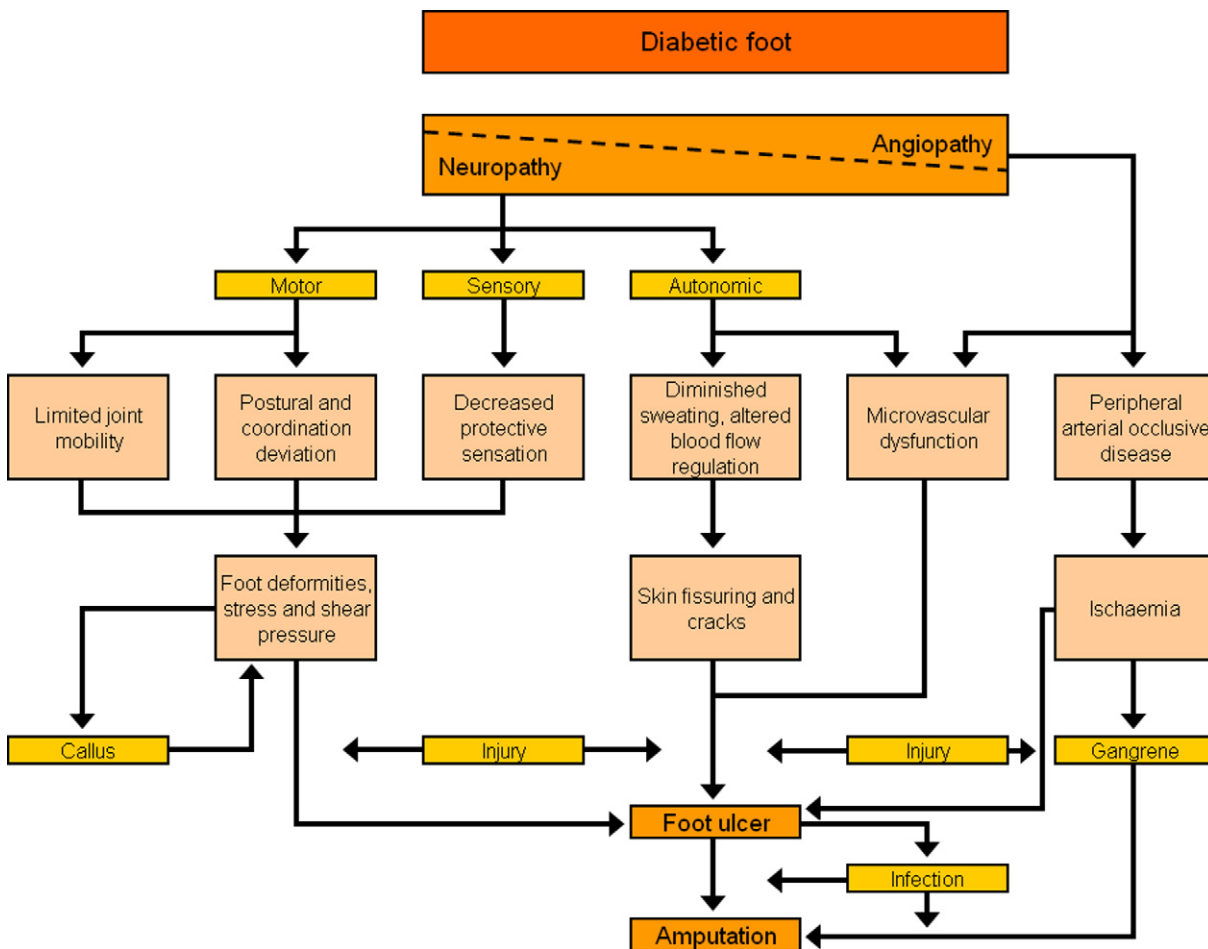 Diabetic foot
Angiopathy
Neuropathy
Motor
Sensory
Autonomic
Limited joint
mobility
Postural and
coordination
deviation
Decreased
protective
sensation
Diminished
sweating, altered
blood flow
regulation
Microvascular
dysfunction
Peripheral
arterial occlusive
disease
Foot deformities,
stress and shear
pressure
Skin fissuring and
cracks
Ischaemia
Callus
Injury
Injury
Gangrene
Foot ulcer
Infection
Amputation